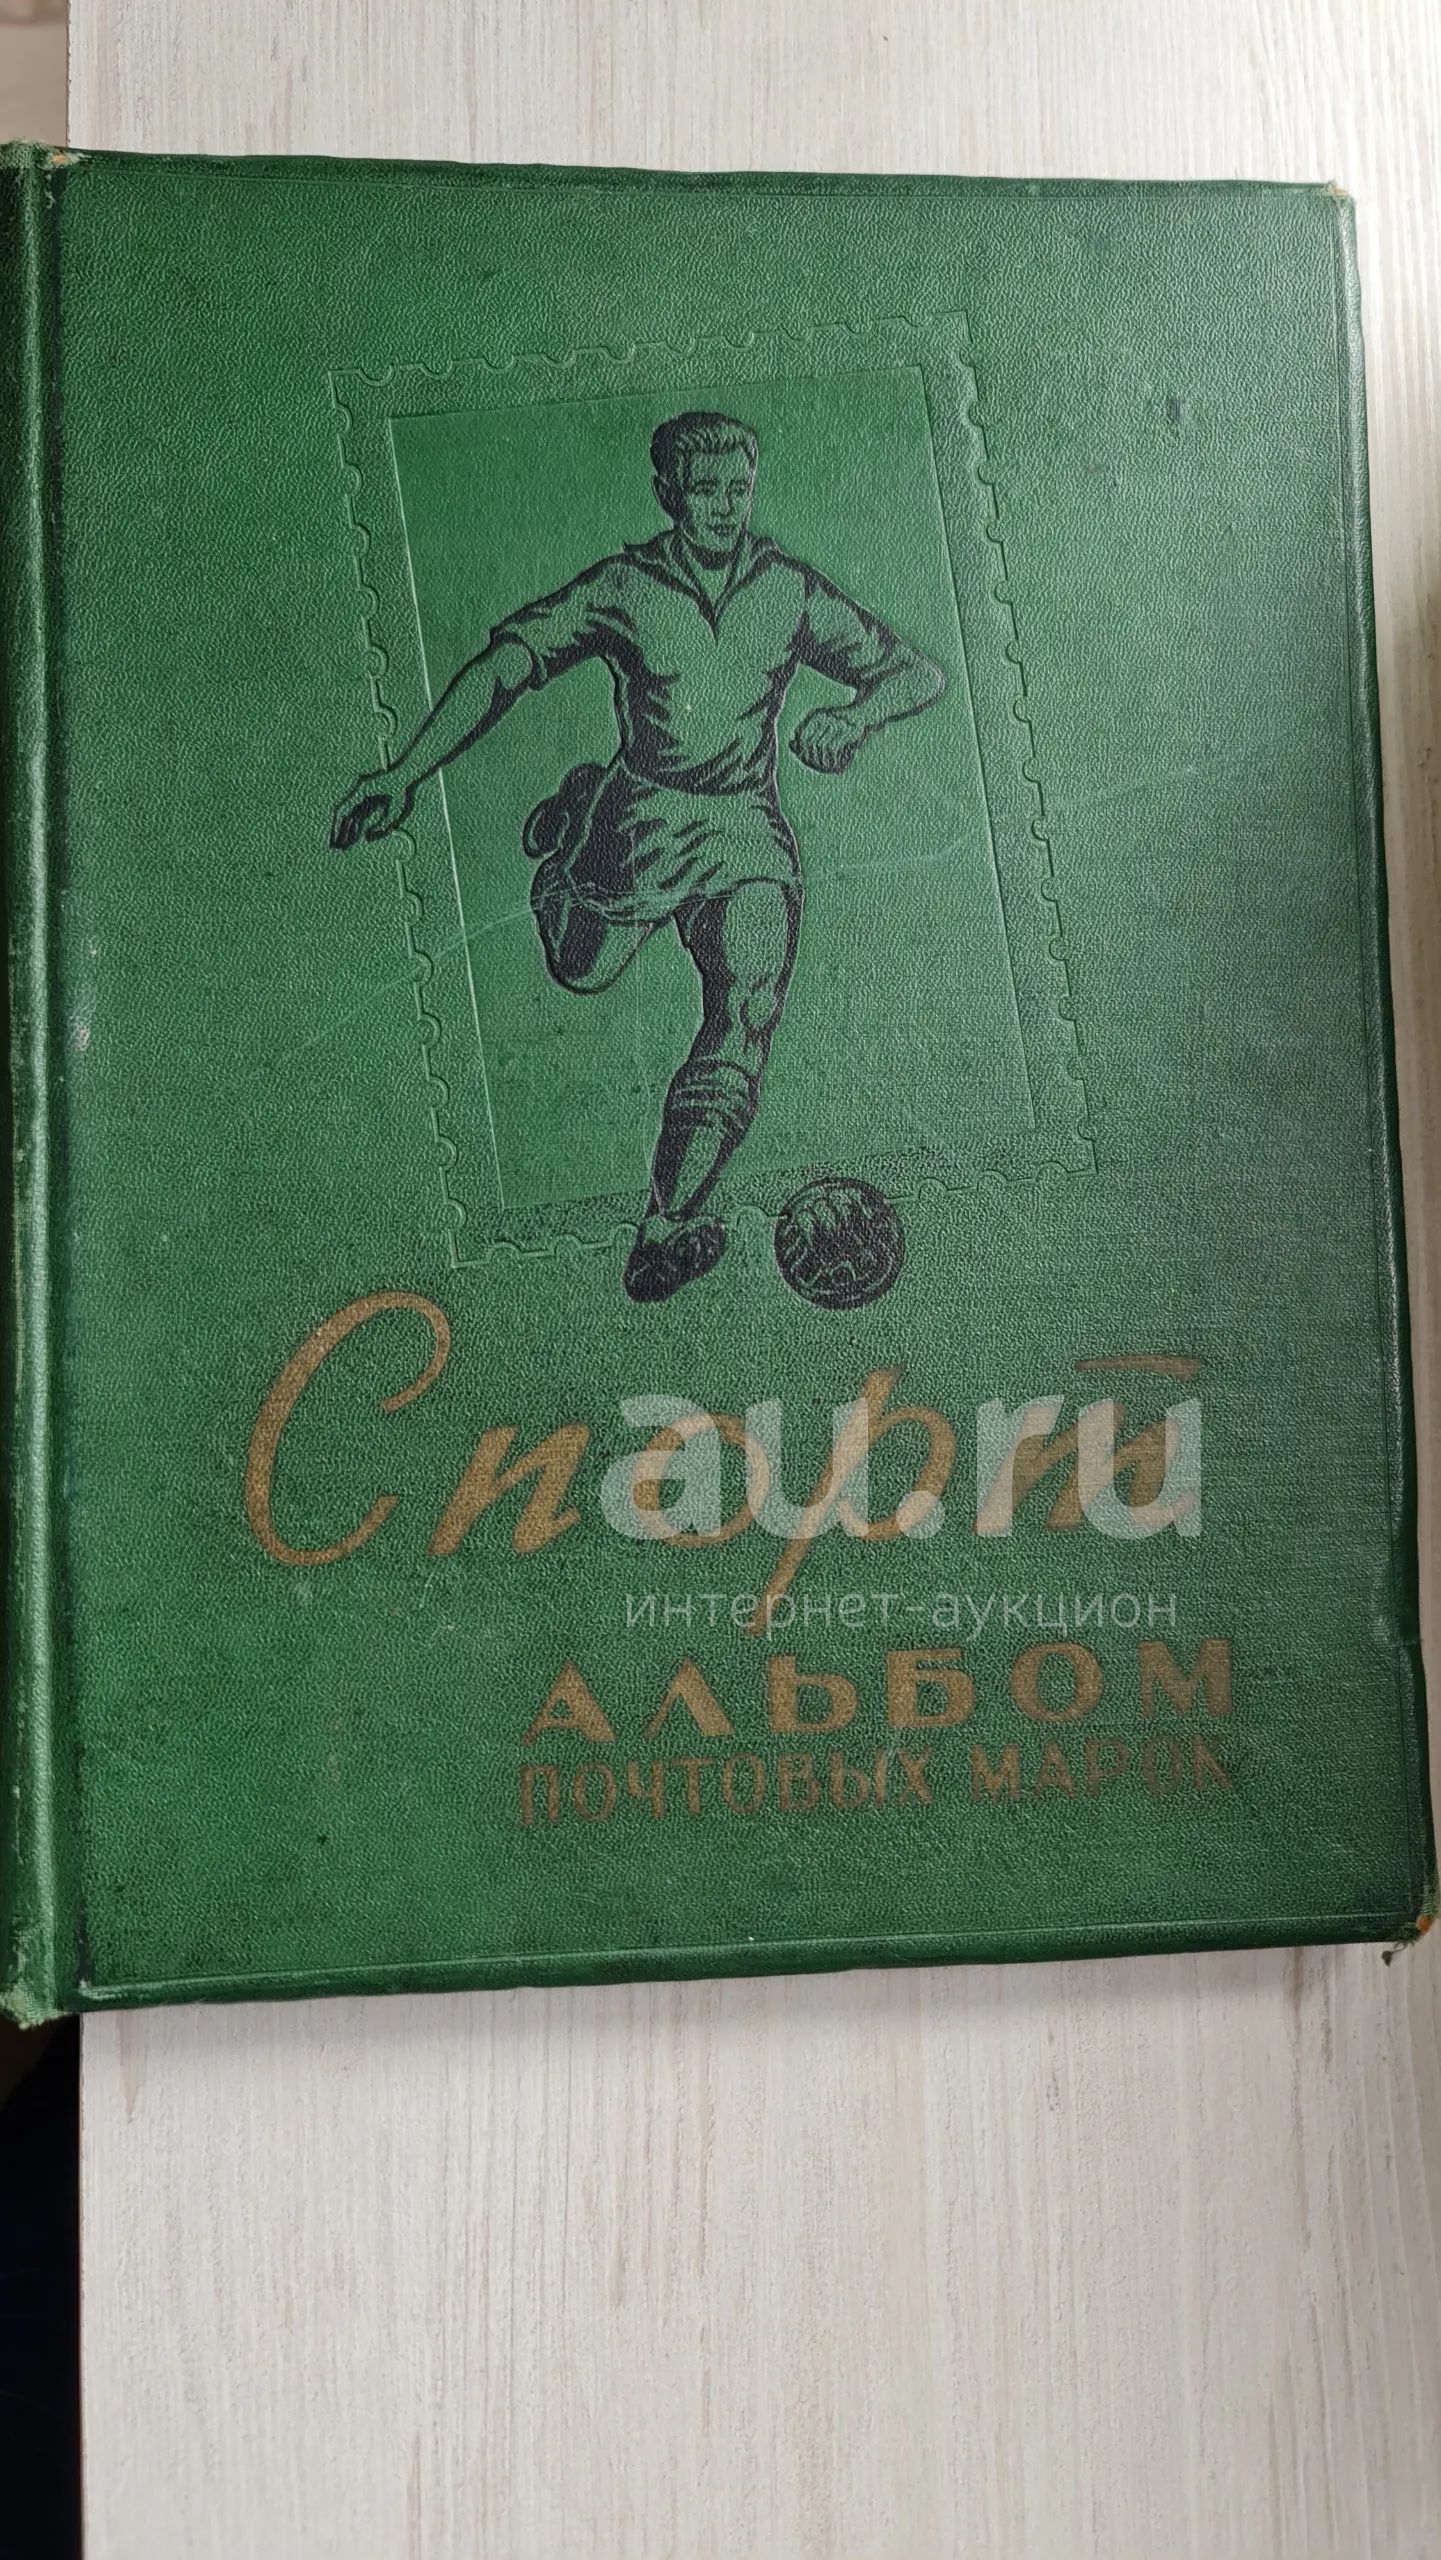 Спорт
au.ru
интернет-аукцион
АЛЬБОМ
ПОЧТОВЫХ МАРОК